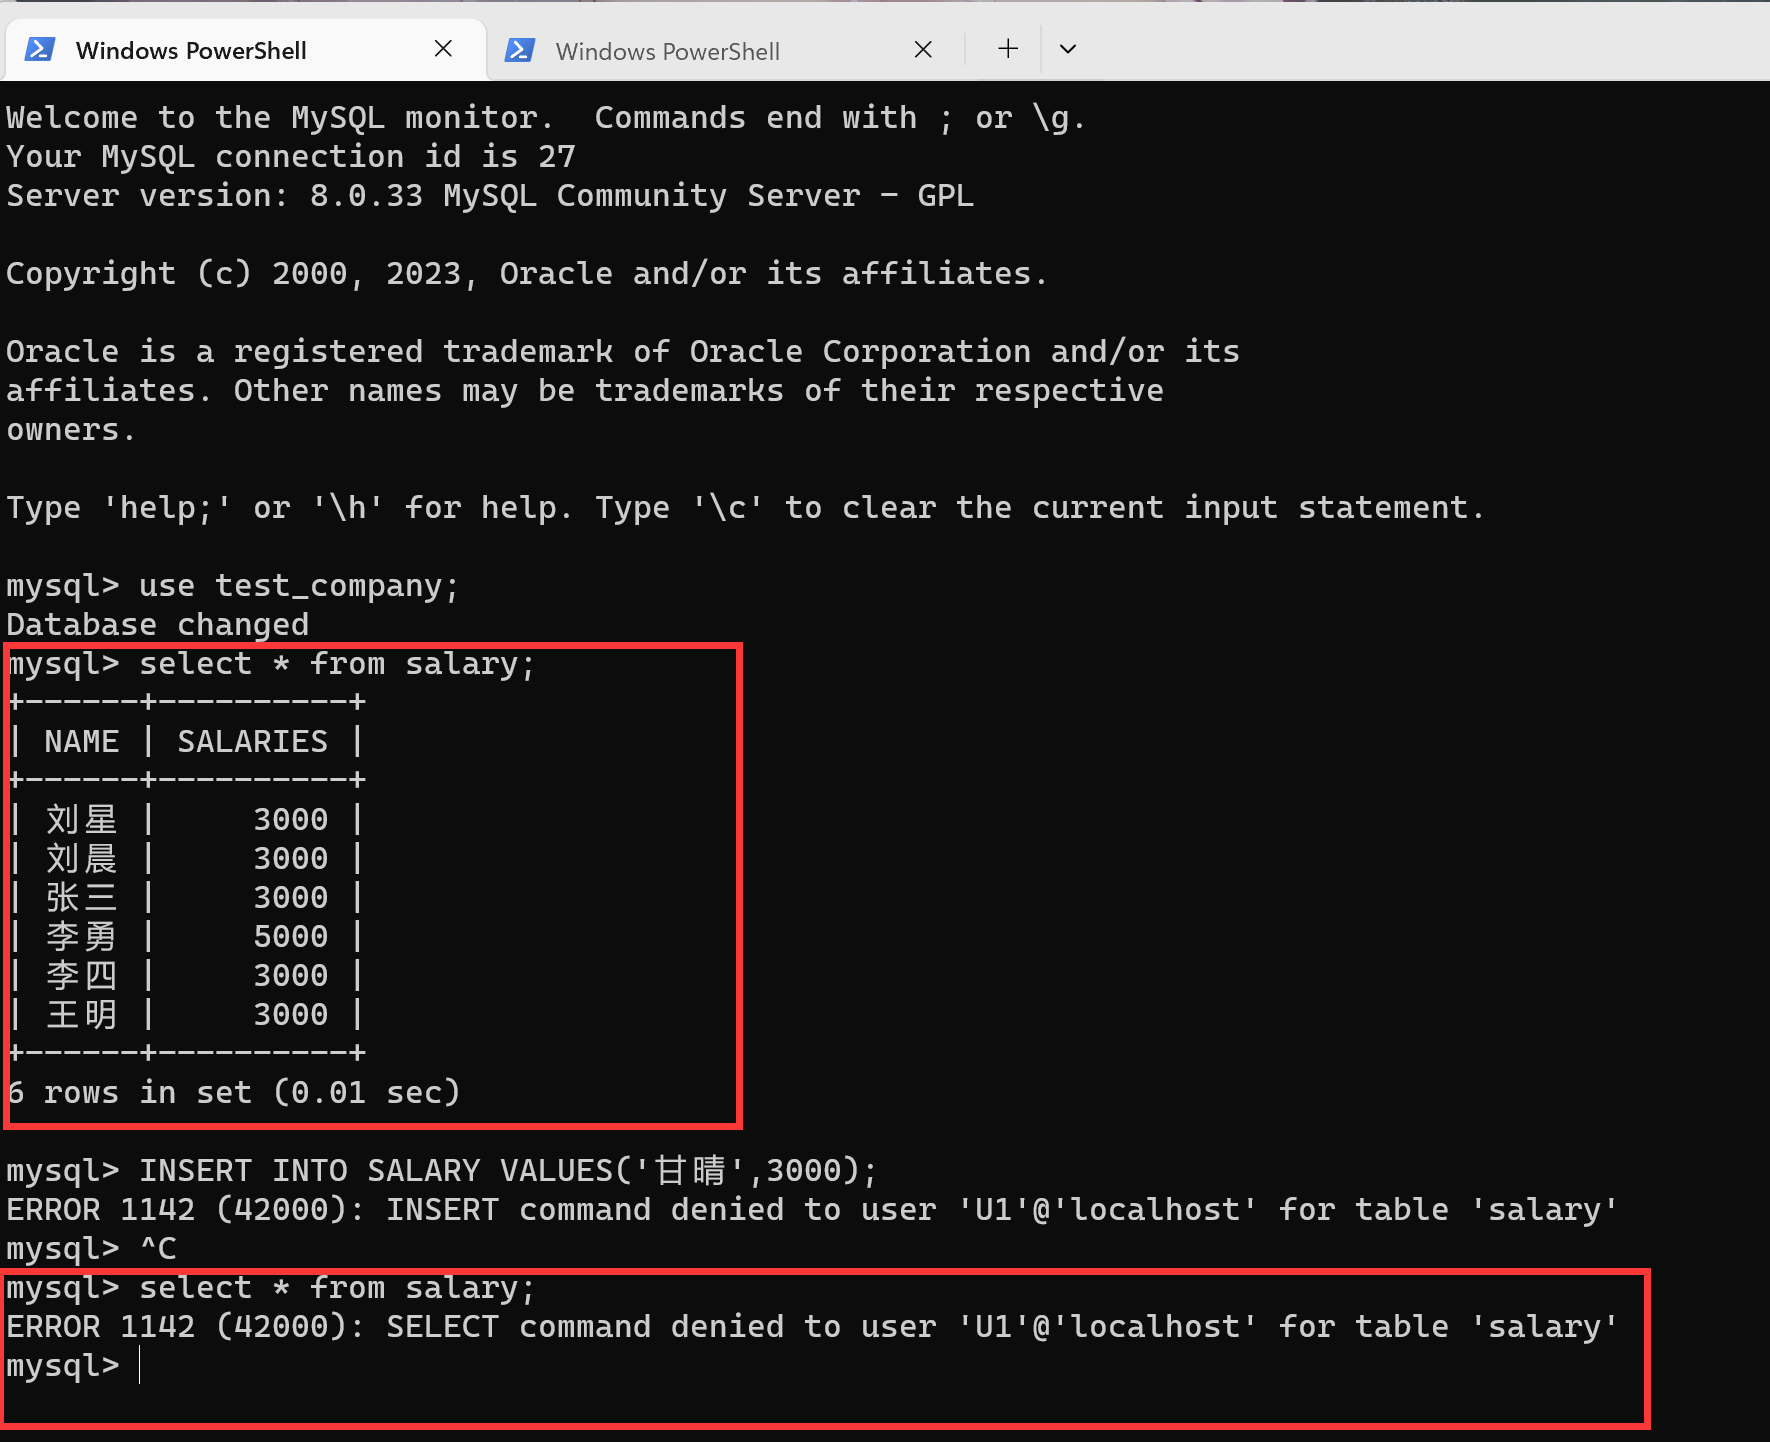 Windows PowerShell
Windows PowerShell
Welcome to the MySQL monitor.  Commands end with ; or \g.
Your MySQL connection id is 27
Server version: 8.0.33 MySQL Community Server - GPL
Copyright (c) 2000, 2023, Oracle and/or its affiliates.
Oracle is a registered trademark of Oracle Corporation and/or its
affiliates. Other names may be trademarks of their respective
owners.
Type 'help;' or '\h' for help. Type '\c' to clear the current input statement.
mysql> use test_company;
Database changed
mysql> select * from salary;
+------+----------+
| NAME | SALARIES |
+------+----------+
| 刘星 |     3000 |
| 刘晨 |     3000 |
| 张三 |     3000 |
| 李勇 |     5000 |
| 李四 |     3000 |
| 王明 |     3000 |
+------+----------+
6 rows in set (0.01 sec)
mysql> INSERT INTO SALARY VALUES('甘晴',3000);
ERROR 1142 (42000): INSERT command denied to user 'U1'@'localhost' for table 'salary'
mysql> ^C
mysql> select * from salary;
ERROR 1142 (42000): SELECT command denied to user 'U1'@'localhost' for table 'salary'
mysql>